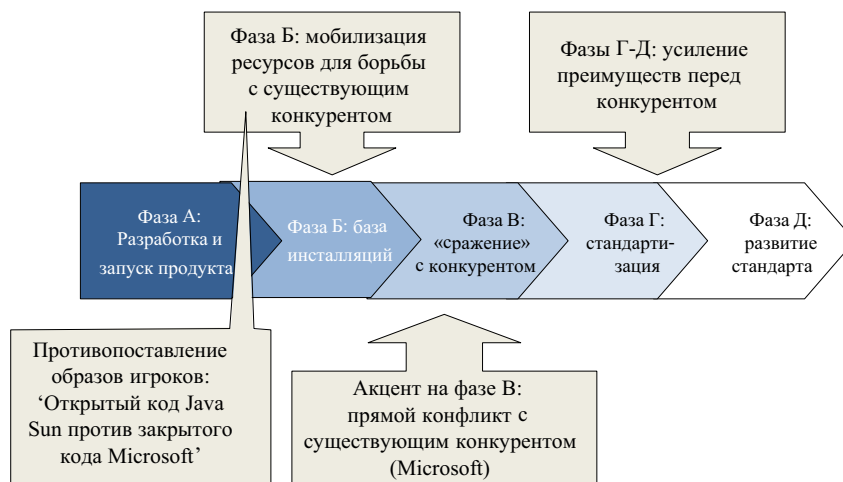 Фаза Б: мобилизация
ресурсов для борьбы
с существующим
конкурентом
Фазы Г-Д: усиление
преимуществ перед
конкурентом
Фаза А:
Разработка и
запуск продукта
Фаза Б: база
инсталляций
Фаза В:
«сражение»
с конкурентом
Фаза Г:
стандарти-
зация
Фаза Д:
развитие
стандарта
Противопоставление
образов игроков:
‘Открытый код Java
Sun против закрытого
кода Microsoft’
Акцент на фазе В:
прямой конфликт с
существующим конкурентом
(Microsoft)